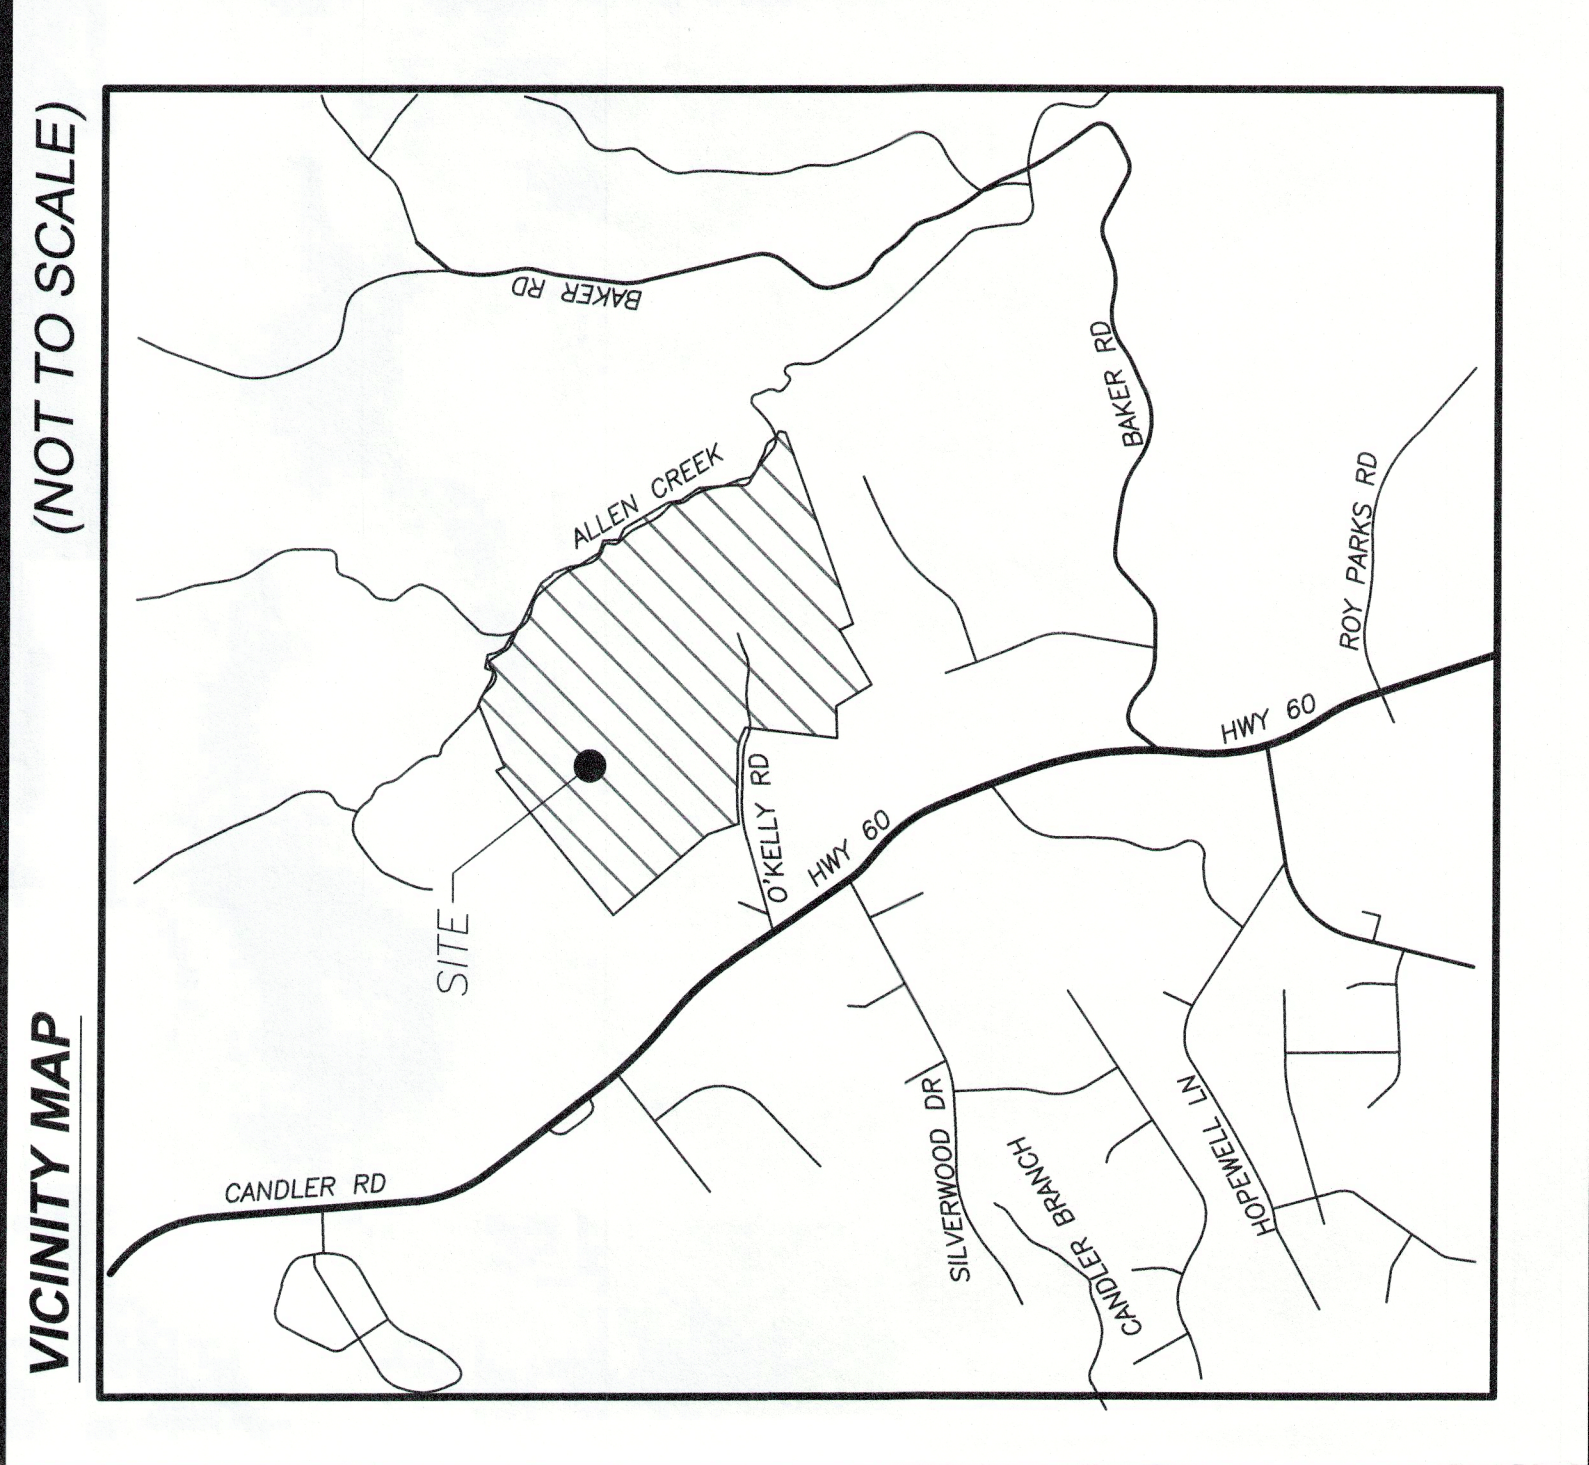 VICINITY MAP
(NOT TO SCALE)
BAKER RD
BAKER RD
ALLEN CREEK
ROY PARKS RD
HWY 60
O'KELLY RD
HWY 60
SITE
CANDLER RD
SILVERWOOD DR
CANDLER BRANCH
HOPEWELL LN